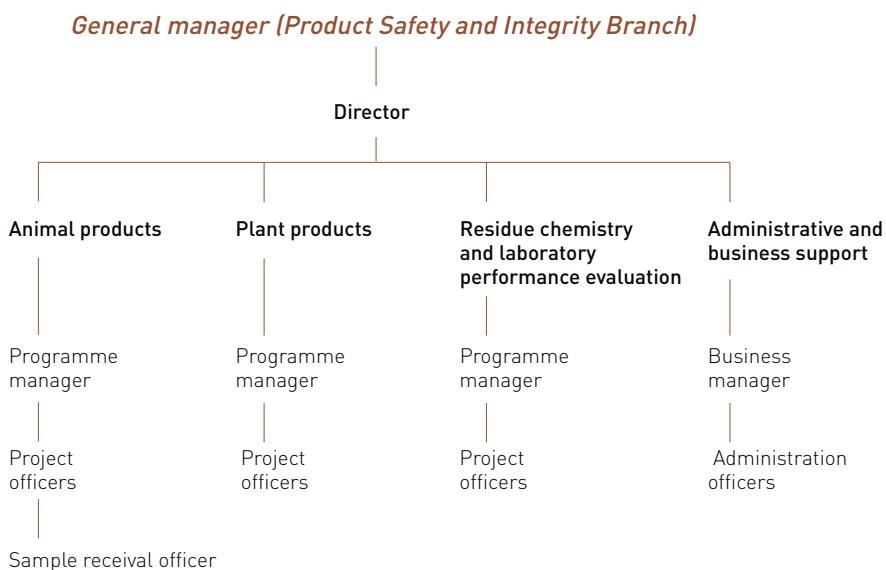 General manager (Product Safety and Integrity Branch)
Director
Animal products
Plant products
Residue chemistry
and laboratory
performance evaluation
Administrative and
business support
Programme
manager
Programme
manager
Programme
manager
Business
manager
Project
officers
Project
officers
Project
officers
Administration
officers
Sample receival officer